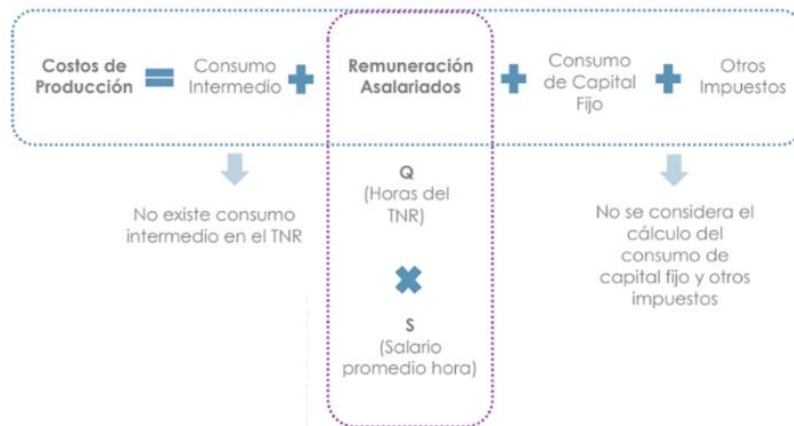 Costos de
Producción
Consumo
Intermedio
Remuneración
Asalariados
Consumo
de Capital
Fijo
Otros
Impuestos
No existe consumo
intermedio en el TNR
Q
(Horas del
TNR)
S
(Salario
promedio hora)
No se considera el
cálculo del
consumo de
capital fijo y otros
impuestos